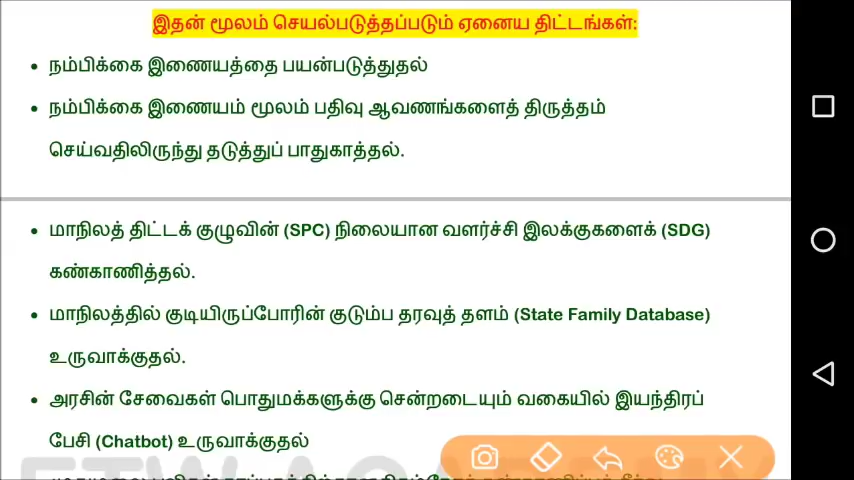 இதன் மூலம் செயல்படுத்தப்படும் ஏனைய திட்டங்கள்:
• நம்பிக்கை இணையத்தை பயன்படுத்துதல்
• நம்பிக்கை இணையம் மூலம் பதிவு ஆவணங்களைத் திருத்தம்
செய்வதிலிருந்து தடுத்துப் பாதுகாத்தல்.
• மாநிலத் திட்டக் குழுவின் (SPC) நிலையான வளர்ச்சி இலக்குகளைக் (SDG)
கண்காணித்தல்.
• மாநிலத்தில் குடியிருப்போரின் குடும்ப தரவுத் தளம் (State Family Database)
உருவாக்குதல்.
• அரசின் சேவைகள் பொதுமக்களுக்கு சென்றடையும் வகையில் இயந்திரப்
பேசி (Chatbot) உருவாக்குதல்